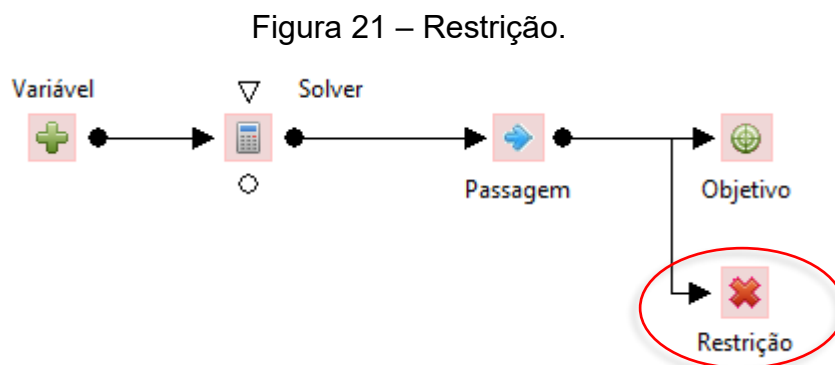 Figura 21 – Restrição.
Variável
Solver
Passagem
Objetivo
Restrição